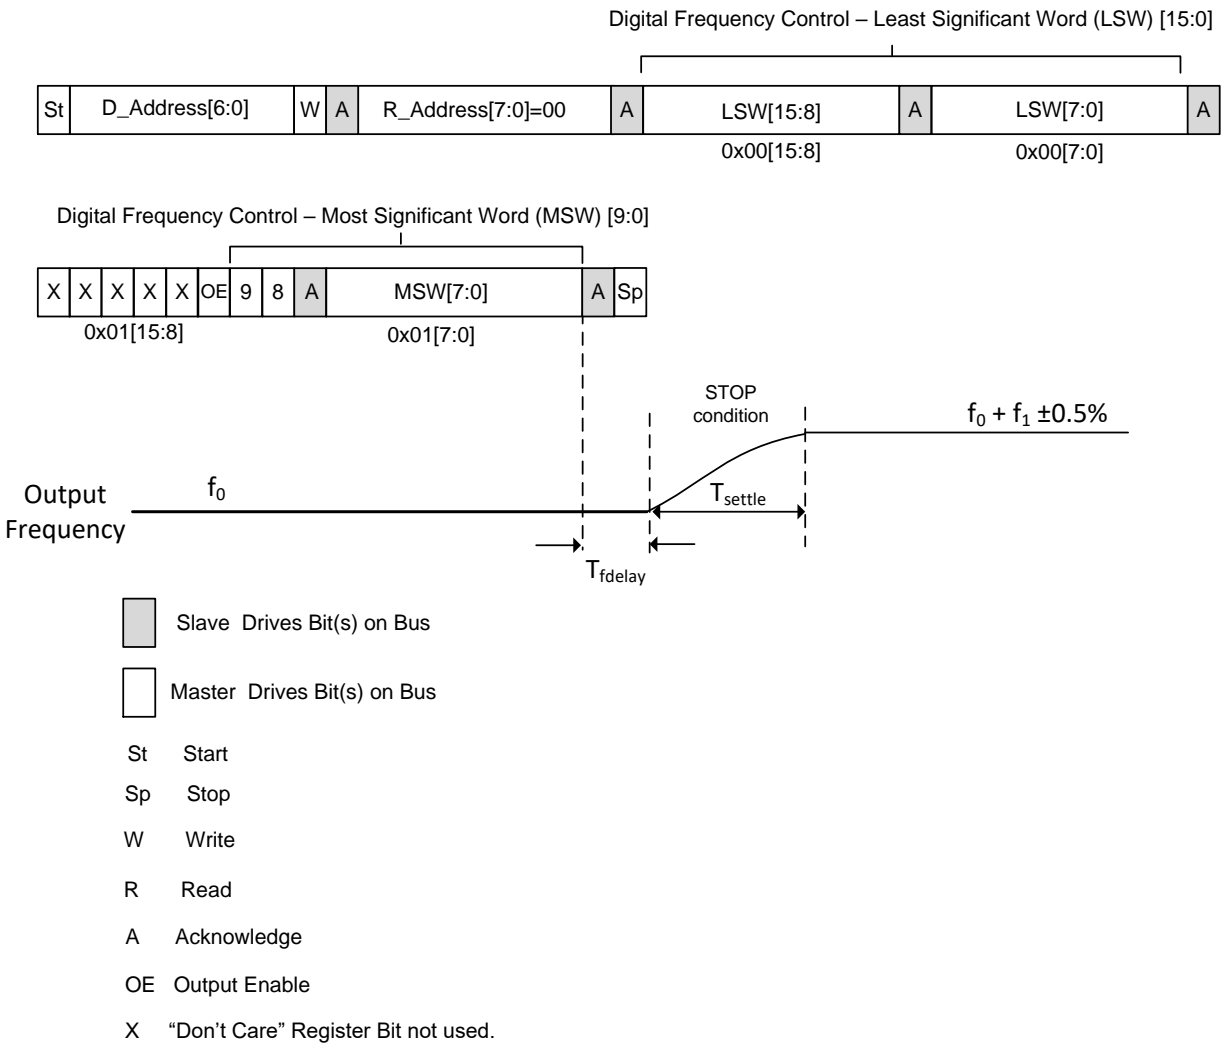 Digital Frequency Control – Least Significant Word (LSW) [15:0]
St D_Address[6:0] W A R_Address[7:0]=00 A LSW[15:8] A LSW[7:0] A
0x00[15:8] 0x00[7:0]
Digital Frequency Control – Most Significant Word (MSW) [9:0]
X X X X X OE 9 8 A MSW[7:0] A Sp
0x01[15:8] 0x01[7:0]
STOP
condition
f0 + f1 ±0.5%
Output
Frequency
f0
Tsettle
Tfdelay
Slave Drives Bit(s) on Bus
Master Drives Bit(s) on Bus
St Start
Sp Stop
W Write
R Read
A Acknowledge
OE Output Enable
X “Don’t Care” Register Bit not used.